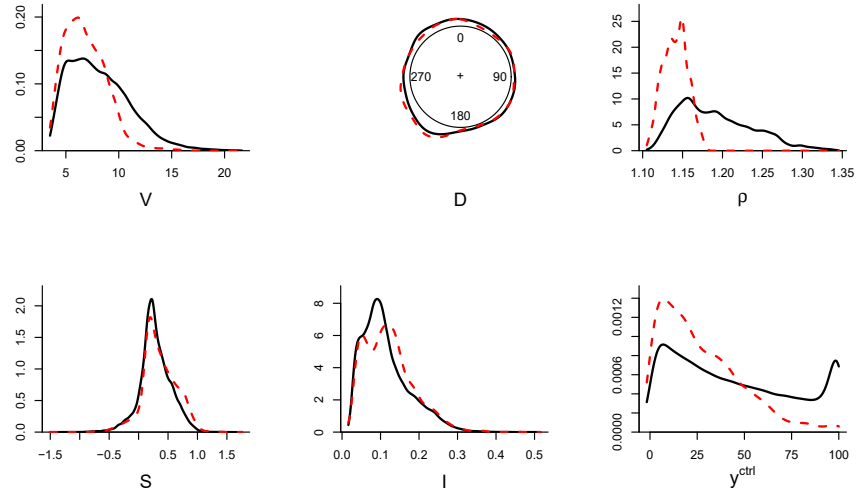 0.00 0.10 0.20
5 10 15 20
V
0
270 + 90
180
D
0 5 10 15 20 25
1.10 1.15 1.20 1.25 1.30 1.35
ρ
0.0 0.5 1.0 1.5 2.0
−1.5 −0.5 0.5 1.0 1.5
S
0 2 4 6 8
0.0 0.1 0.2 0.3 0.4 0.5
I
0.0000 0.0006 0.0012
0 25 50 75 100
y^ctrl